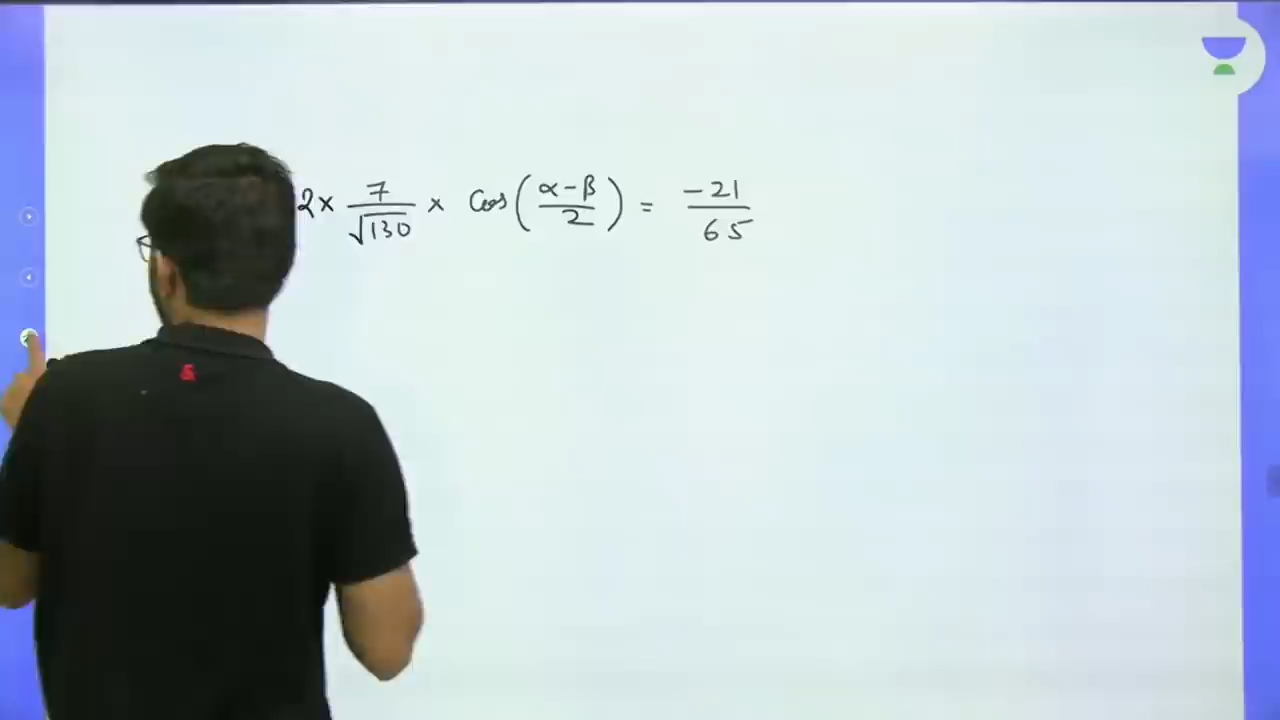 2 × 7/√130 × Cos(α-β/2) = -21/65